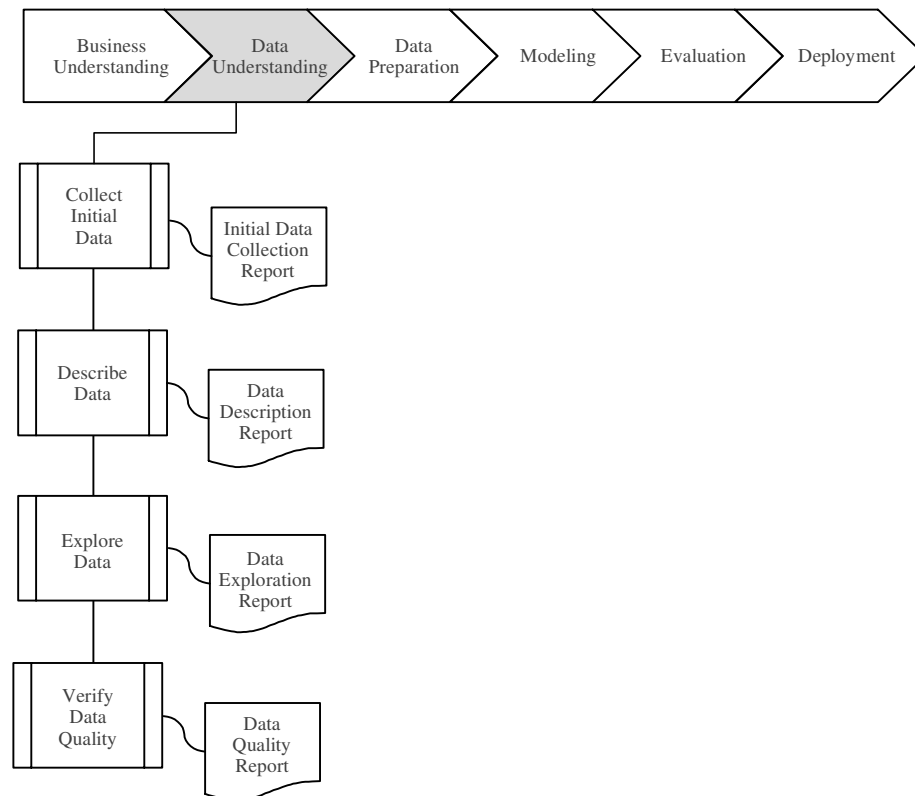 Business
Understanding
Data
Understanding
Data
Preparation
Modeling
Evaluation
Deployment
Collect
Initial
Data
Initial Data
Collection
Report
Describe
Data
Data
Description
Report
Explore
Data
Data
Exploration
Report
Verify
Data
Quality
Data
Quality
Report